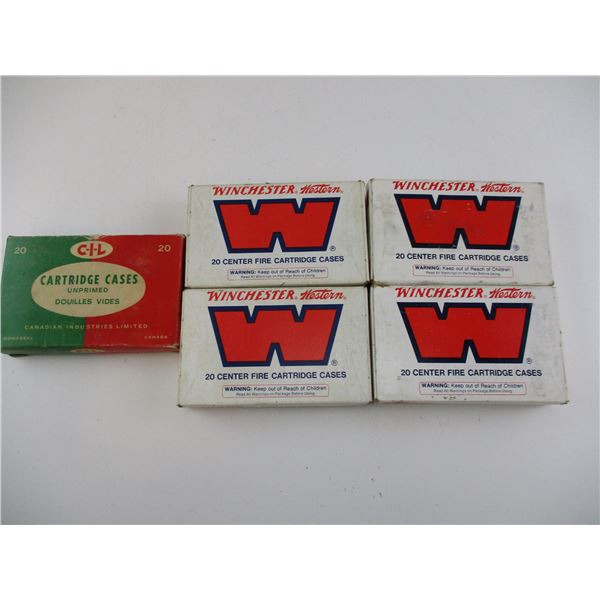 20 C-I-L 20
CARTRIDGE CASES
UNPRIMED
DOUILLES VIDES
CANADIAN INDUSTRIES LIMITED
MONTREAL CANADA
WINCHESTER Western
W
®
20 CENTER FIRE CARTRIDGE CASES
WARNING: Keep out of Reach of Children
Read All Warnings on Package Before Using.
WINCHESTER Western
W
®
20 CENTER FIRE CARTRIDGE CASES
WARNING: Keep out of Reach of Children
Read All Warnings on Package Before Using.
WINCHESTER Western
W
®
20 CENTER FIRE CARTRIDGE CASES
WARNING: Keep out of Reach of Children
Read All Warnings on Package Before Using.
WINCHESTER Western
W
®
20 CENTER FIRE CARTRIDGE CASES
WARNING: Keep out of Reach of Children
Read All Warnings on Package Before Using.